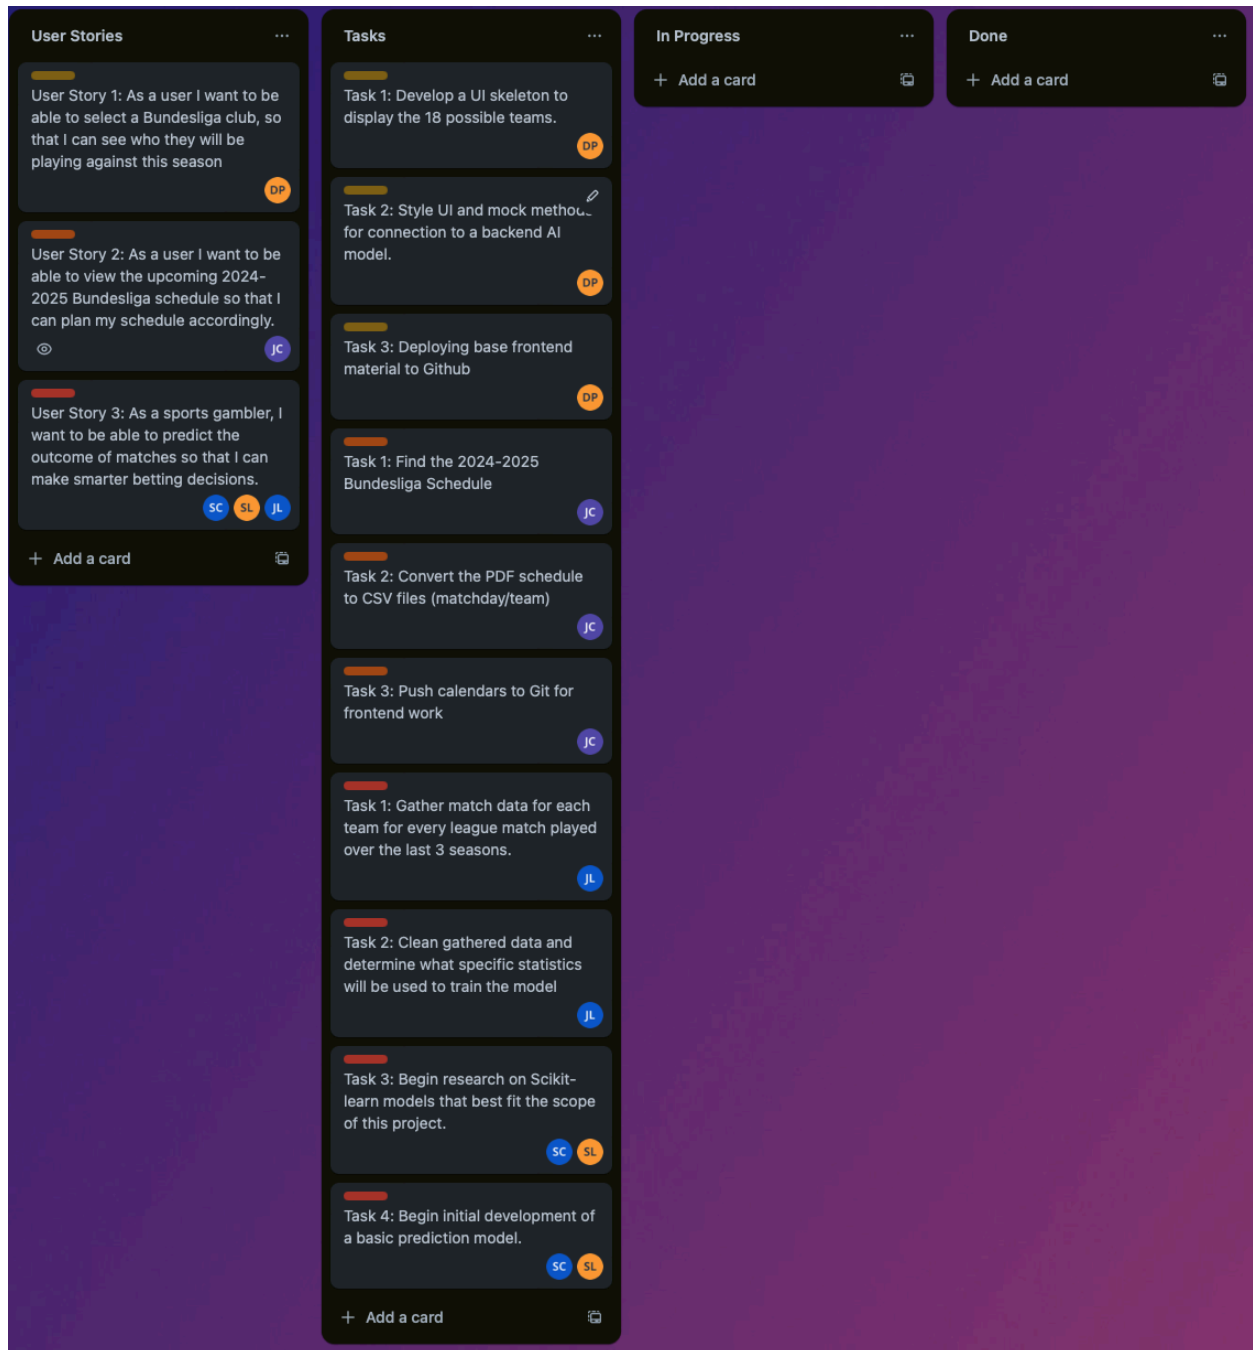 User Stories
User Story 1: As a user I want to be
able to select a Bundesliga club, so
that I can see who they will be
playing against this season
DP
User Story 2: As a user I want to be
able to view the upcoming 2024-
2025 Bundesliga schedule so that I
can plan my schedule accordingly.
JC
User Story 3: As a sports gambler, I
want to be able to predict the
outcome of matches so that I can
make smarter betting decisions.
SC SL JL
+ Add a card
Tasks
Task 1: Develop a UI skeleton to
display the 18 possible teams.
DP
Task 2: Style UI and mock methods
for connection to a backend AI
model.
DP
Task 3: Deploying base frontend
material to Github
DP
Task 1: Find the 2024-2025
Bundesliga Schedule
JC
Task 2: Convert the PDF schedule
to CSV files (matchday/team)
JC
Task 3: Push calendars to Git for
frontend work
JC
Task 1: Gather match data for each
team for every league match played
over the last 3 seasons.
JL
Task 2: Clean gathered data and
determine what specific statistics
will be used to train the model
JL
Task 3: Begin research on Scikit-
learn models that best fit the scope
of this project.
SC SL
Task 4: Begin initial development of
a basic prediction model.
SC SL
+ Add a card
In Progress
+ Add a card
Done
+ Add a card